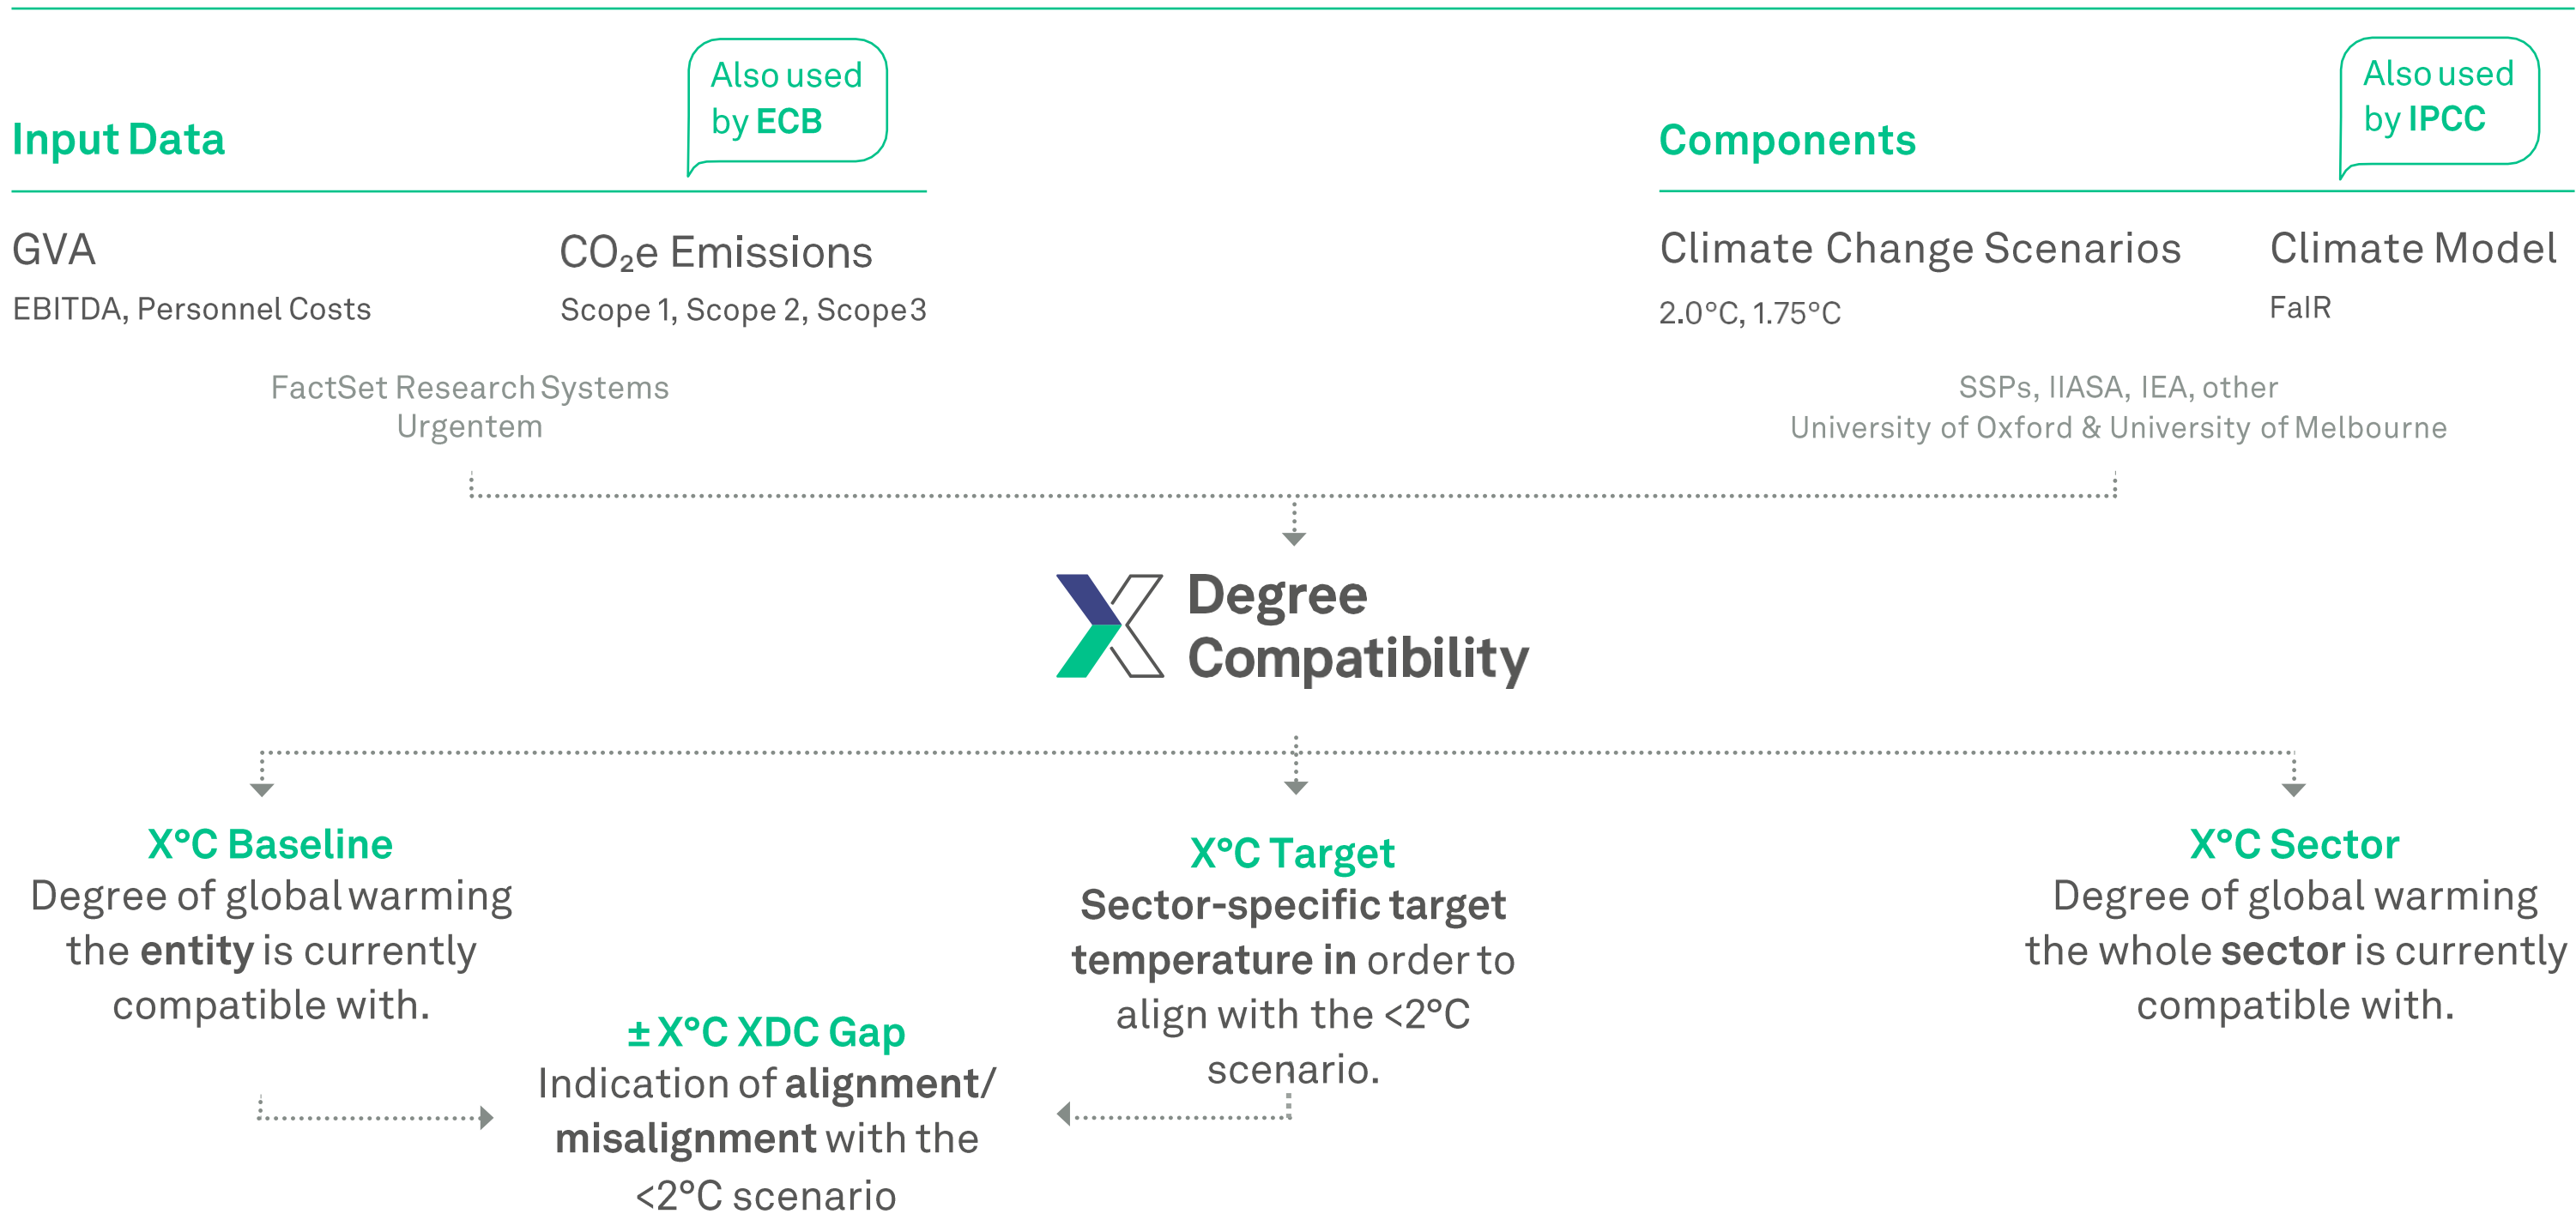 Also used
by ECB
Also used
by IPCC
Input Data
Components
GVA
CO₂e Emissions
Climate Change Scenarios
Climate Model
EBITDA, Personnel Costs
Scope 1, Scope 2, Scope 3
2.0°C, 1.75°C
FaIR
FactSet Research Systems
Urgentem
SSPs, IIASA, IEA, other
University of Oxford & University of Melbourne
X Degree
Compatibility
X°C Baseline
Degree of global warming
the entity is currently
compatible with.
± X°C XDC Gap
Indication of alignment/
misalignment with the
<2°C scenario
X°C Target
Sector-specific target
temperature in order to
align with the <2°C
scenario.
X°C Sector
Degree of global warming
the whole sector is currently
compatible with.